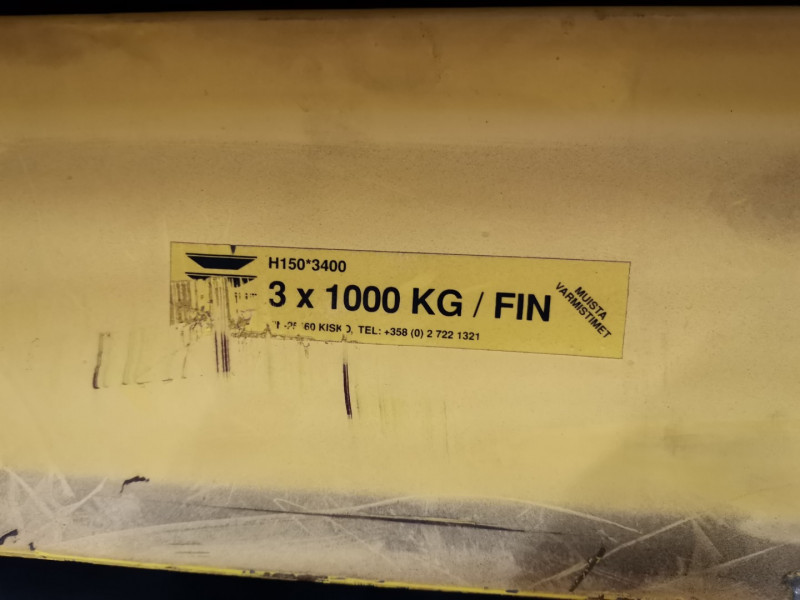 H150*3400
3 x 1000 KG / FIN
MUISTA
VARMISTIMET
TEL: +358 (0) 2 722 1321